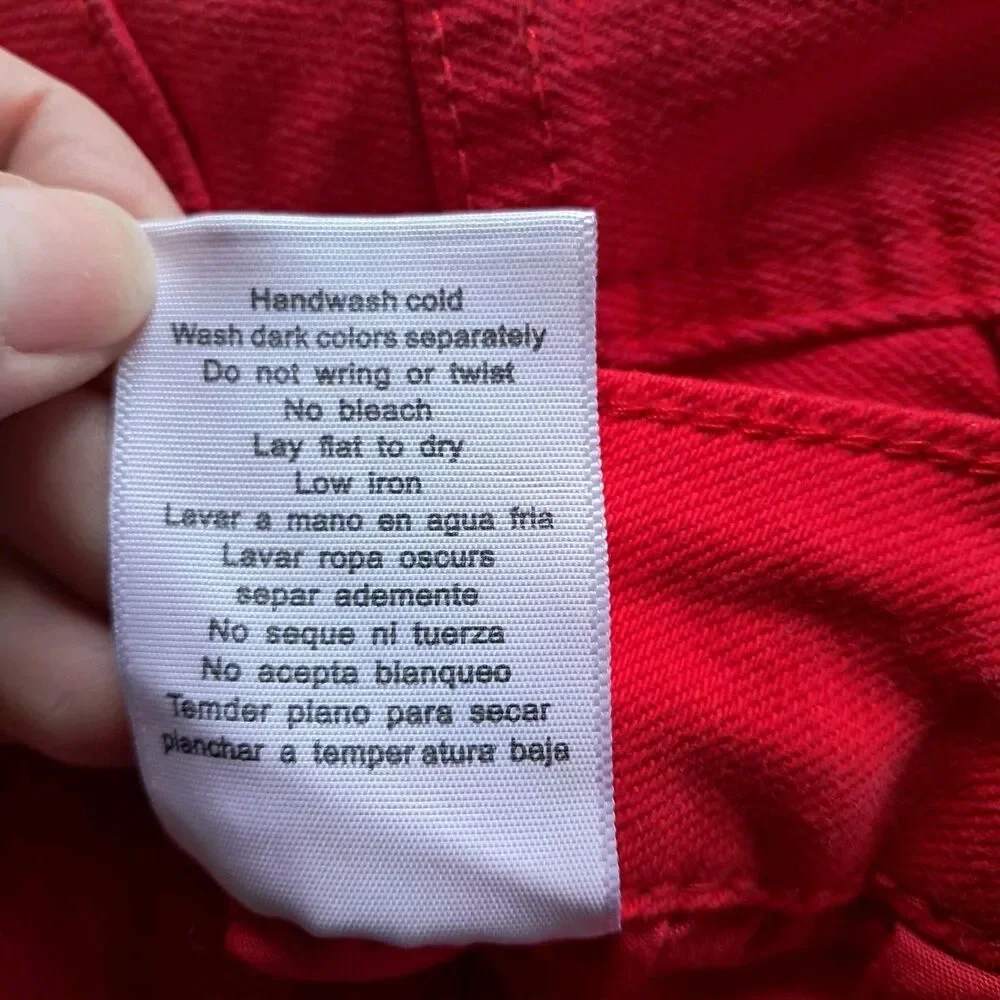 Handwash cold
Wash dark colors separately
Do not wring or twist
No bleach
Lay flat to dry
Low iron
Lavar a mano en agua fria
Lavar ropa oscurs
separ ademente
No seque ni tuerza
No acepta blanqueo
Temder plano para secar
planchar a temper atura baja